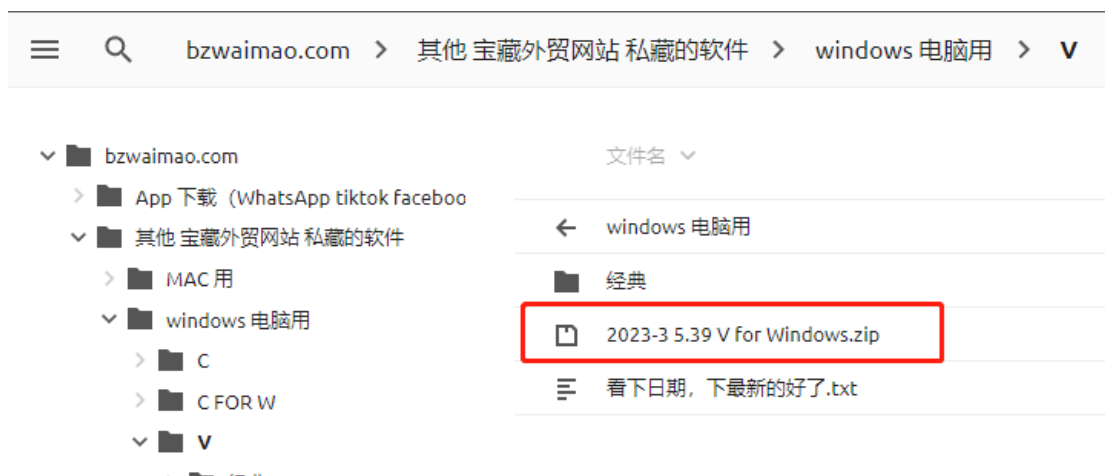 bzwaimao.com > 其他 宝藏外贸网站 私藏的软件 > windows 电脑用 > V
bzwaimao.com
App 下载（WhatsApp tiktok faceboo
其他 宝藏外贸网站 私藏的软件
MAC 用
windows 电脑用
C
C FOR W
V
文件名
windows 电脑用
经典
2023-3 5.39 V for Windows.zip
看下日期，下最新的好了.txt